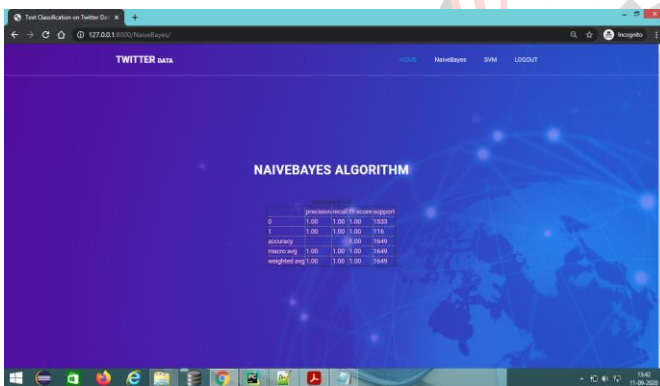 Text Classification on Twitter Dat
127.0.0.1:8000/NaiveBayes/
Incognito
TWITTER DATA
HOME NaiveBayes SVM LOGOUT
NAIVEBAYES ALGORITHM
precision recall f1-score support
0 1.00 1.00 1.00 1533
1 1.00 1.00 1.00 116
accuracy 1.00 1649
macro avg 1.00 1.00 1.00 1649
weighted avg 1.00 1.00 1.00 1649
13:42
11-09-2020